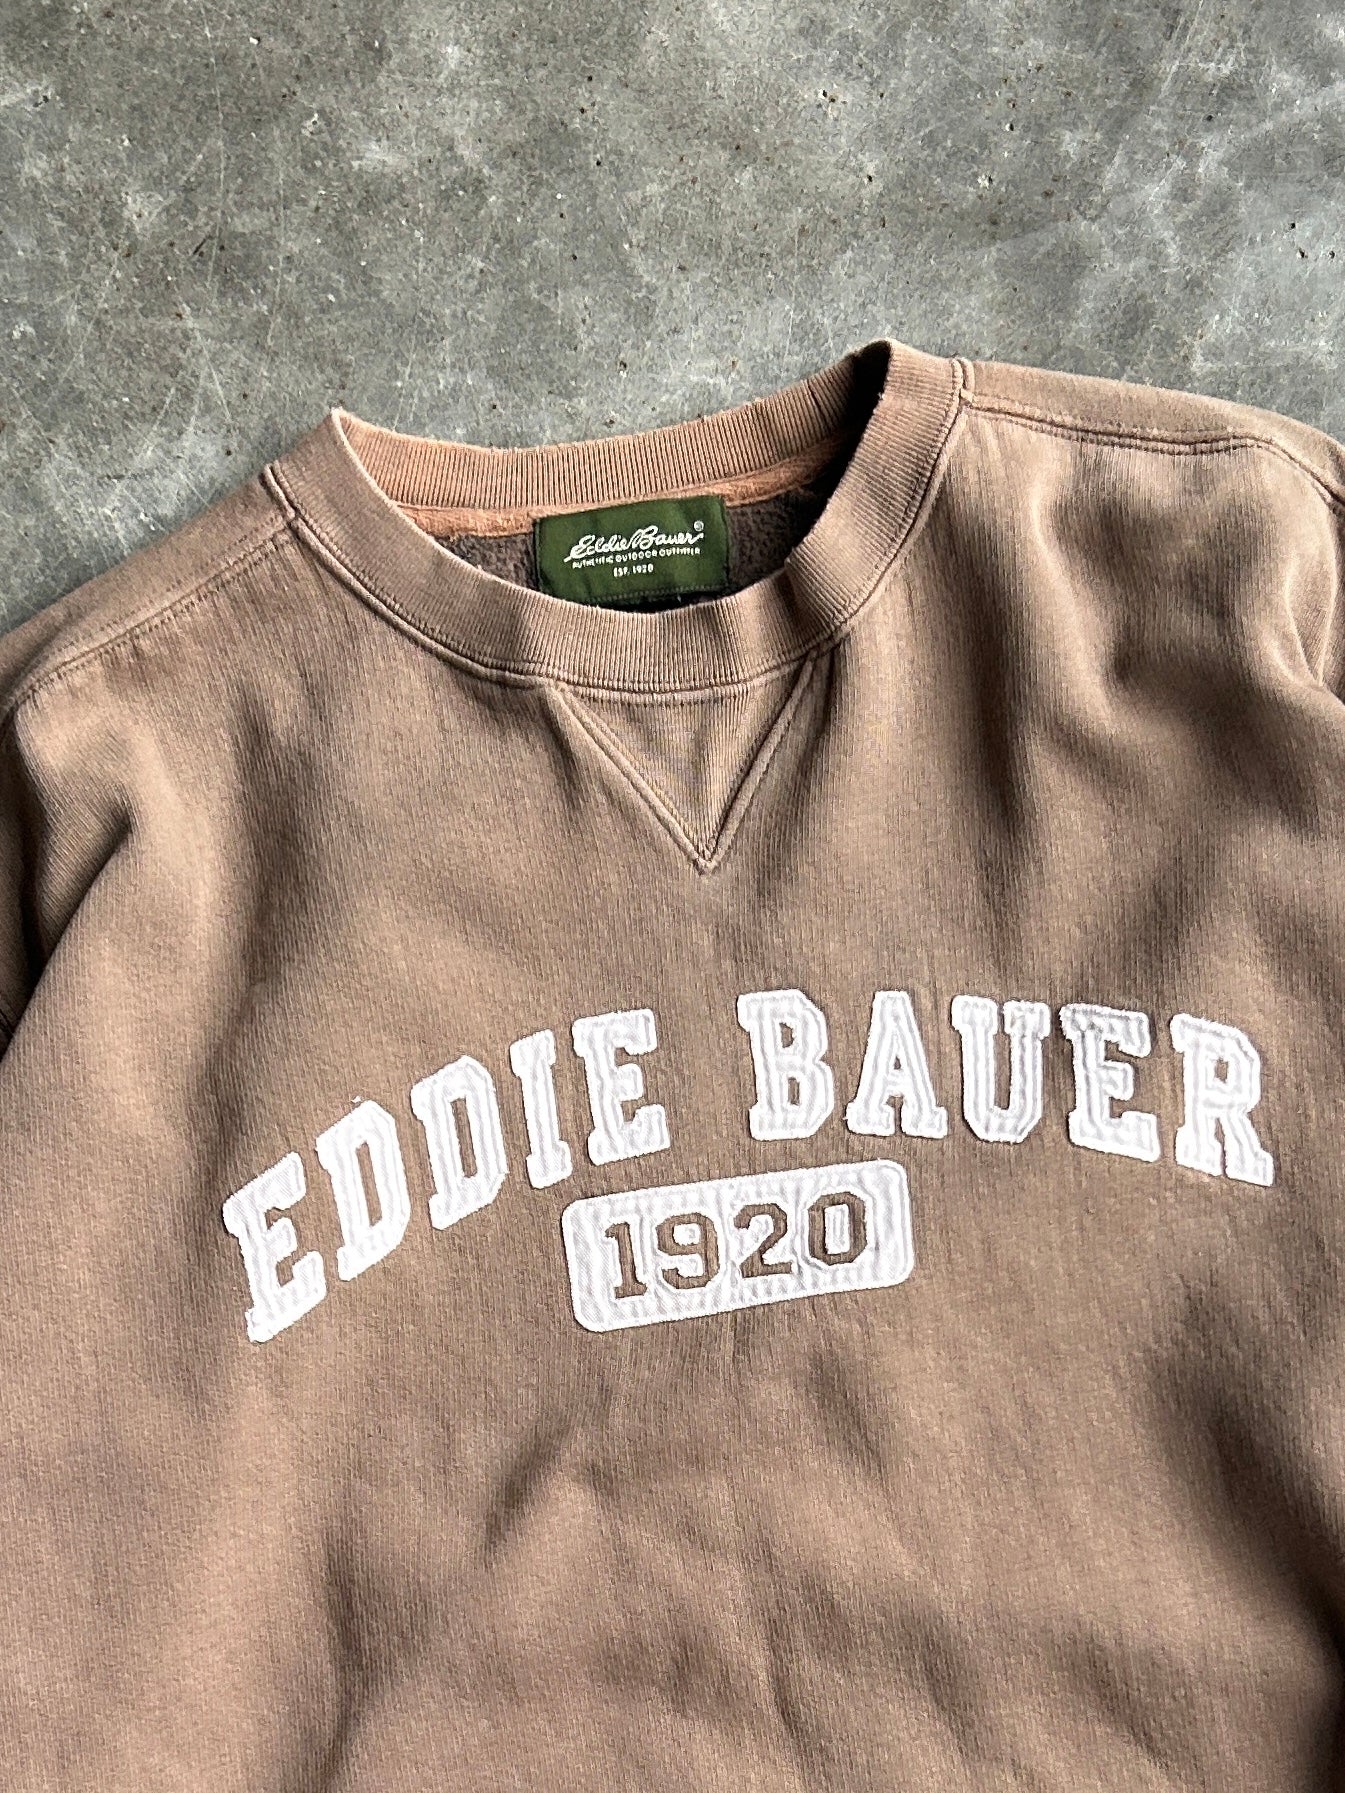 Eddie Bauer®
AUTHENTIC OUTDOOR OUTFITTER
EST. 1920
EDDIE BAUER
1920